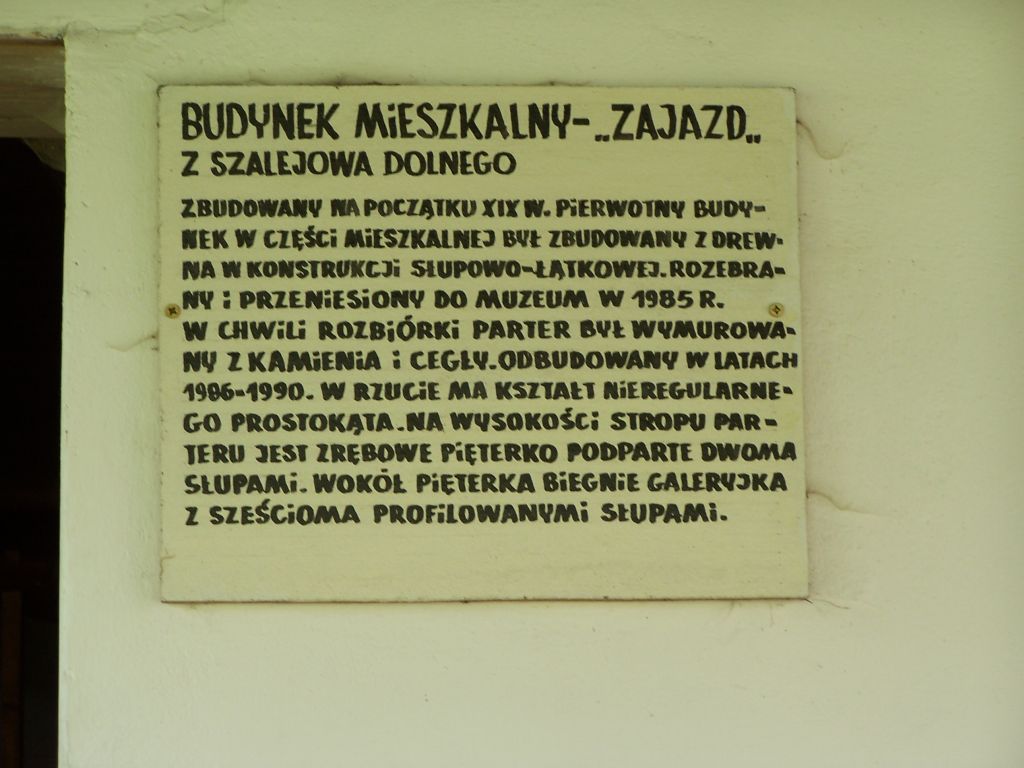 BUDYNEK MiESZKALNY-„ZAJAZD„
Z SZALEJOWA DOLNEGO
ZBUDOWANY NA POCZĄTKU XIX W. PiERWOTNY BUDY-
NEK W CZĘŚCi MiESZKALNEJ BYŁ ZBUDOWANY Z DREW-
NA W KONSTRUKCJi SŁUPOWO-ŁĄTKOWEJ. ROZEBRA-
NY i PRZENiESiONY DO MUZEUM W 1985 R.
W CHWiLi ROZBiÓRKi PARTER BYŁ WYMUROWA-
NY Z KAMiENiA i CEGŁY. ODBUDOWANY W LATACH
1986-1990. W RZUCiE MA KSZTAŁT NiEREGULARNE-
GO PROSTOKĄTA. NA WYSOKOŚCi STROPU PAR-
TERU JEST ZRĘBOWE PiĘTERKO PODPARTE DWOMA
SŁUPAMi. WOKÓŁ PiĘTERKA BiEGNiE GALERYJKA
Z SZEŚCiOMA PROFiLOWANYMi SŁUPAMi.